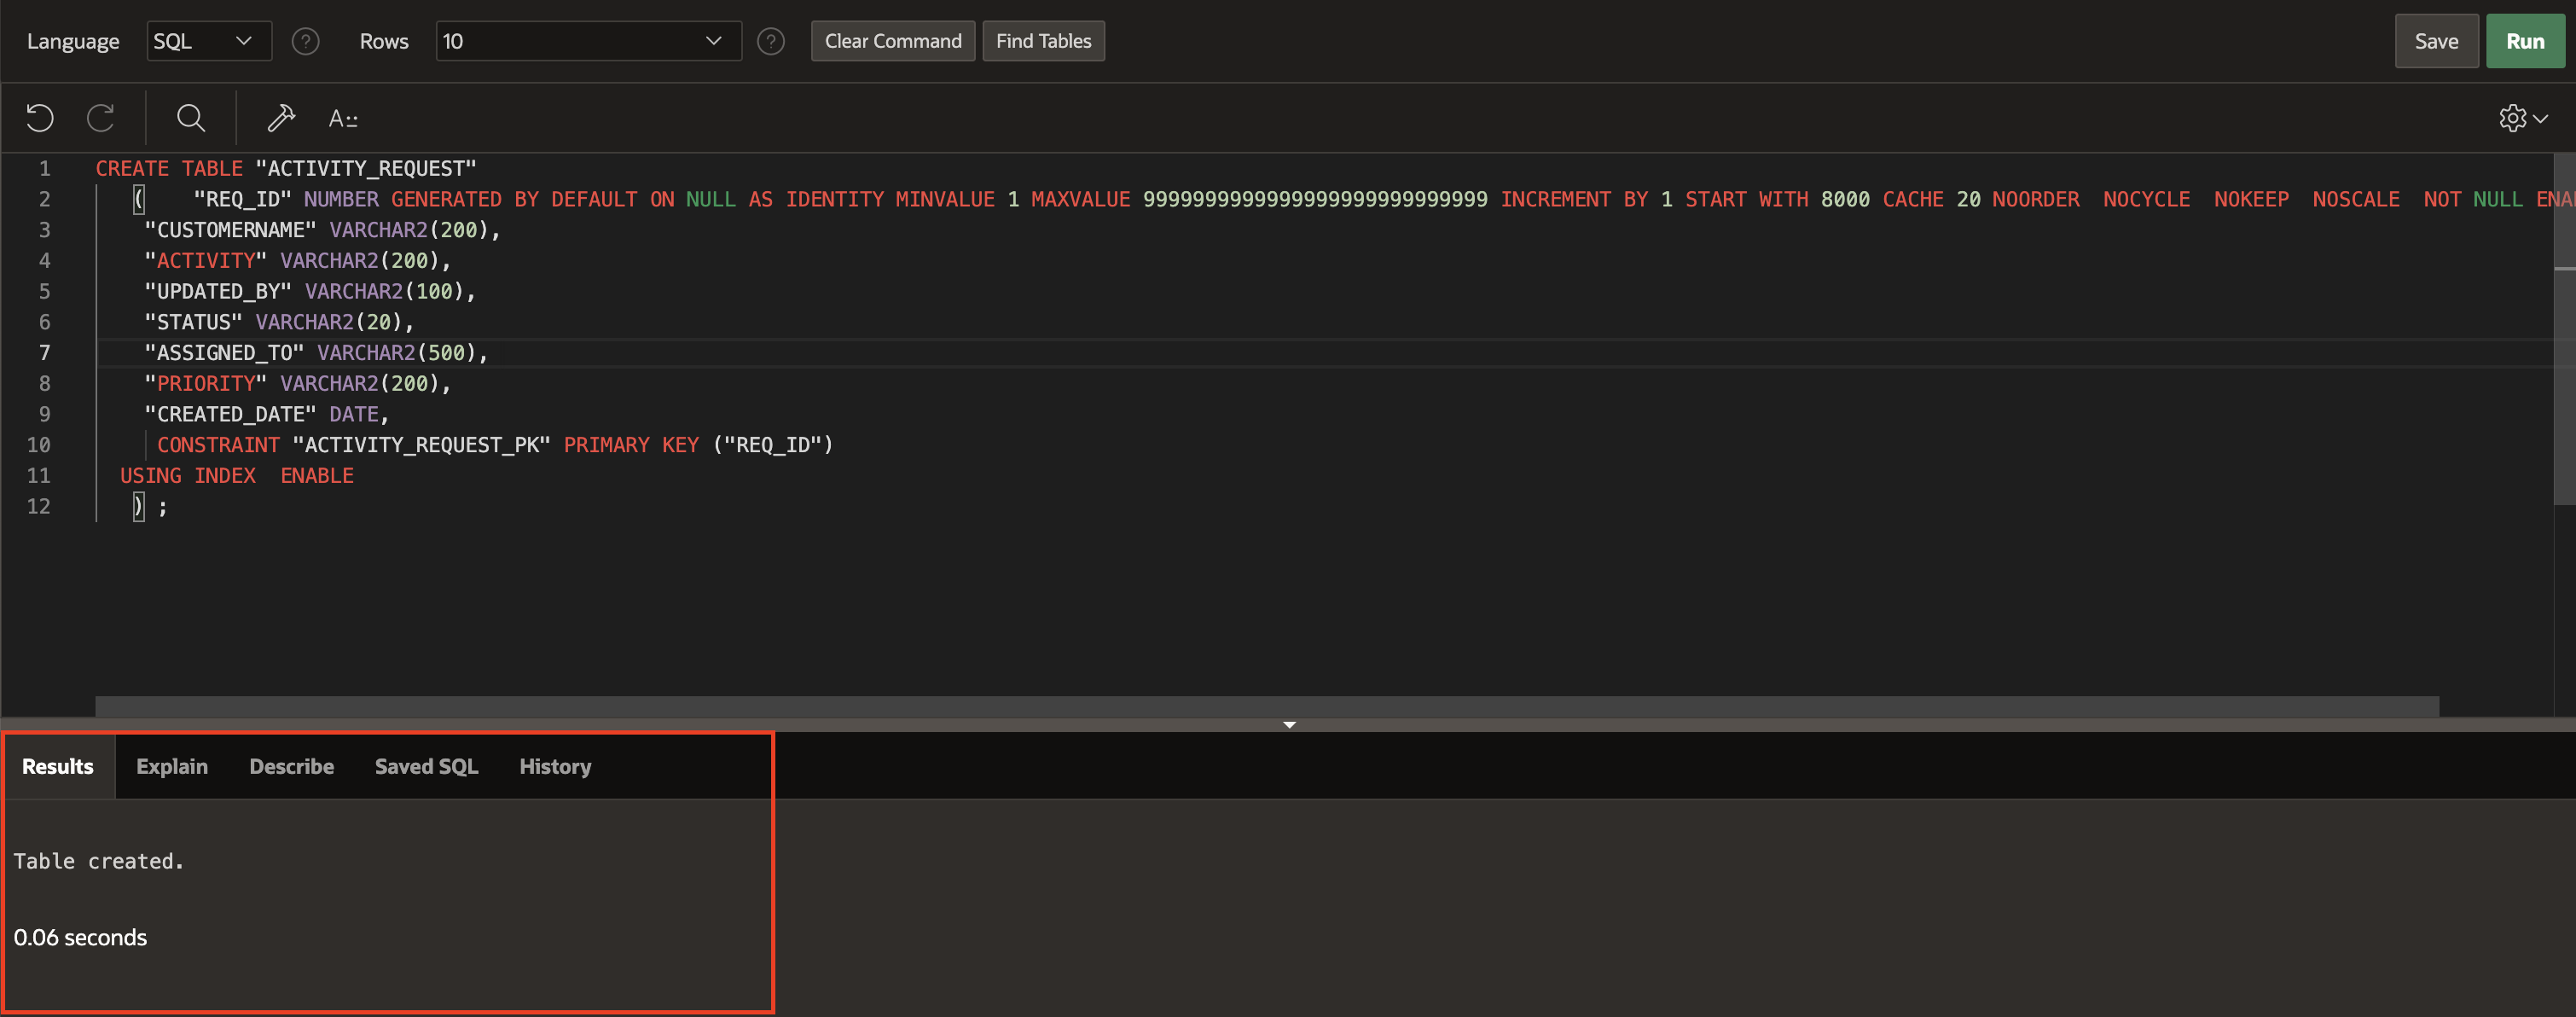 Language SQL ? Rows 10 ? Clear Command Find Tables Save Run
A::
1 CREATE TABLE "ACTIVITY_REQUEST"
2 ( "REQ_ID" NUMBER GENERATED BY DEFAULT ON NULL AS IDENTITY MINVALUE 1 MAXVALUE 9999999999999999999999999999 INCREMENT BY 1 START WITH 8000 CACHE 20 NOORDER NOCYCLE NOKEEP NOSCALE NOT NULL ENA
3 "CUSTOMERNAME" VARCHAR2(200),
4 "ACTIVITY" VARCHAR2(200),
5 "UPDATED_BY" VARCHAR2(100),
6 "STATUS" VARCHAR2(20),
7 "ASSIGNED_TO" VARCHAR2(500),
8 "PRIORITY" VARCHAR2(200),
9 "CREATED_DATE" DATE,
10 CONSTRAINT "ACTIVITY_REQUEST_PK" PRIMARY KEY ("REQ_ID")
11 USING INDEX ENABLE
12 ) ;
Results Explain Describe Saved SQL History
Table created.
0.06 seconds